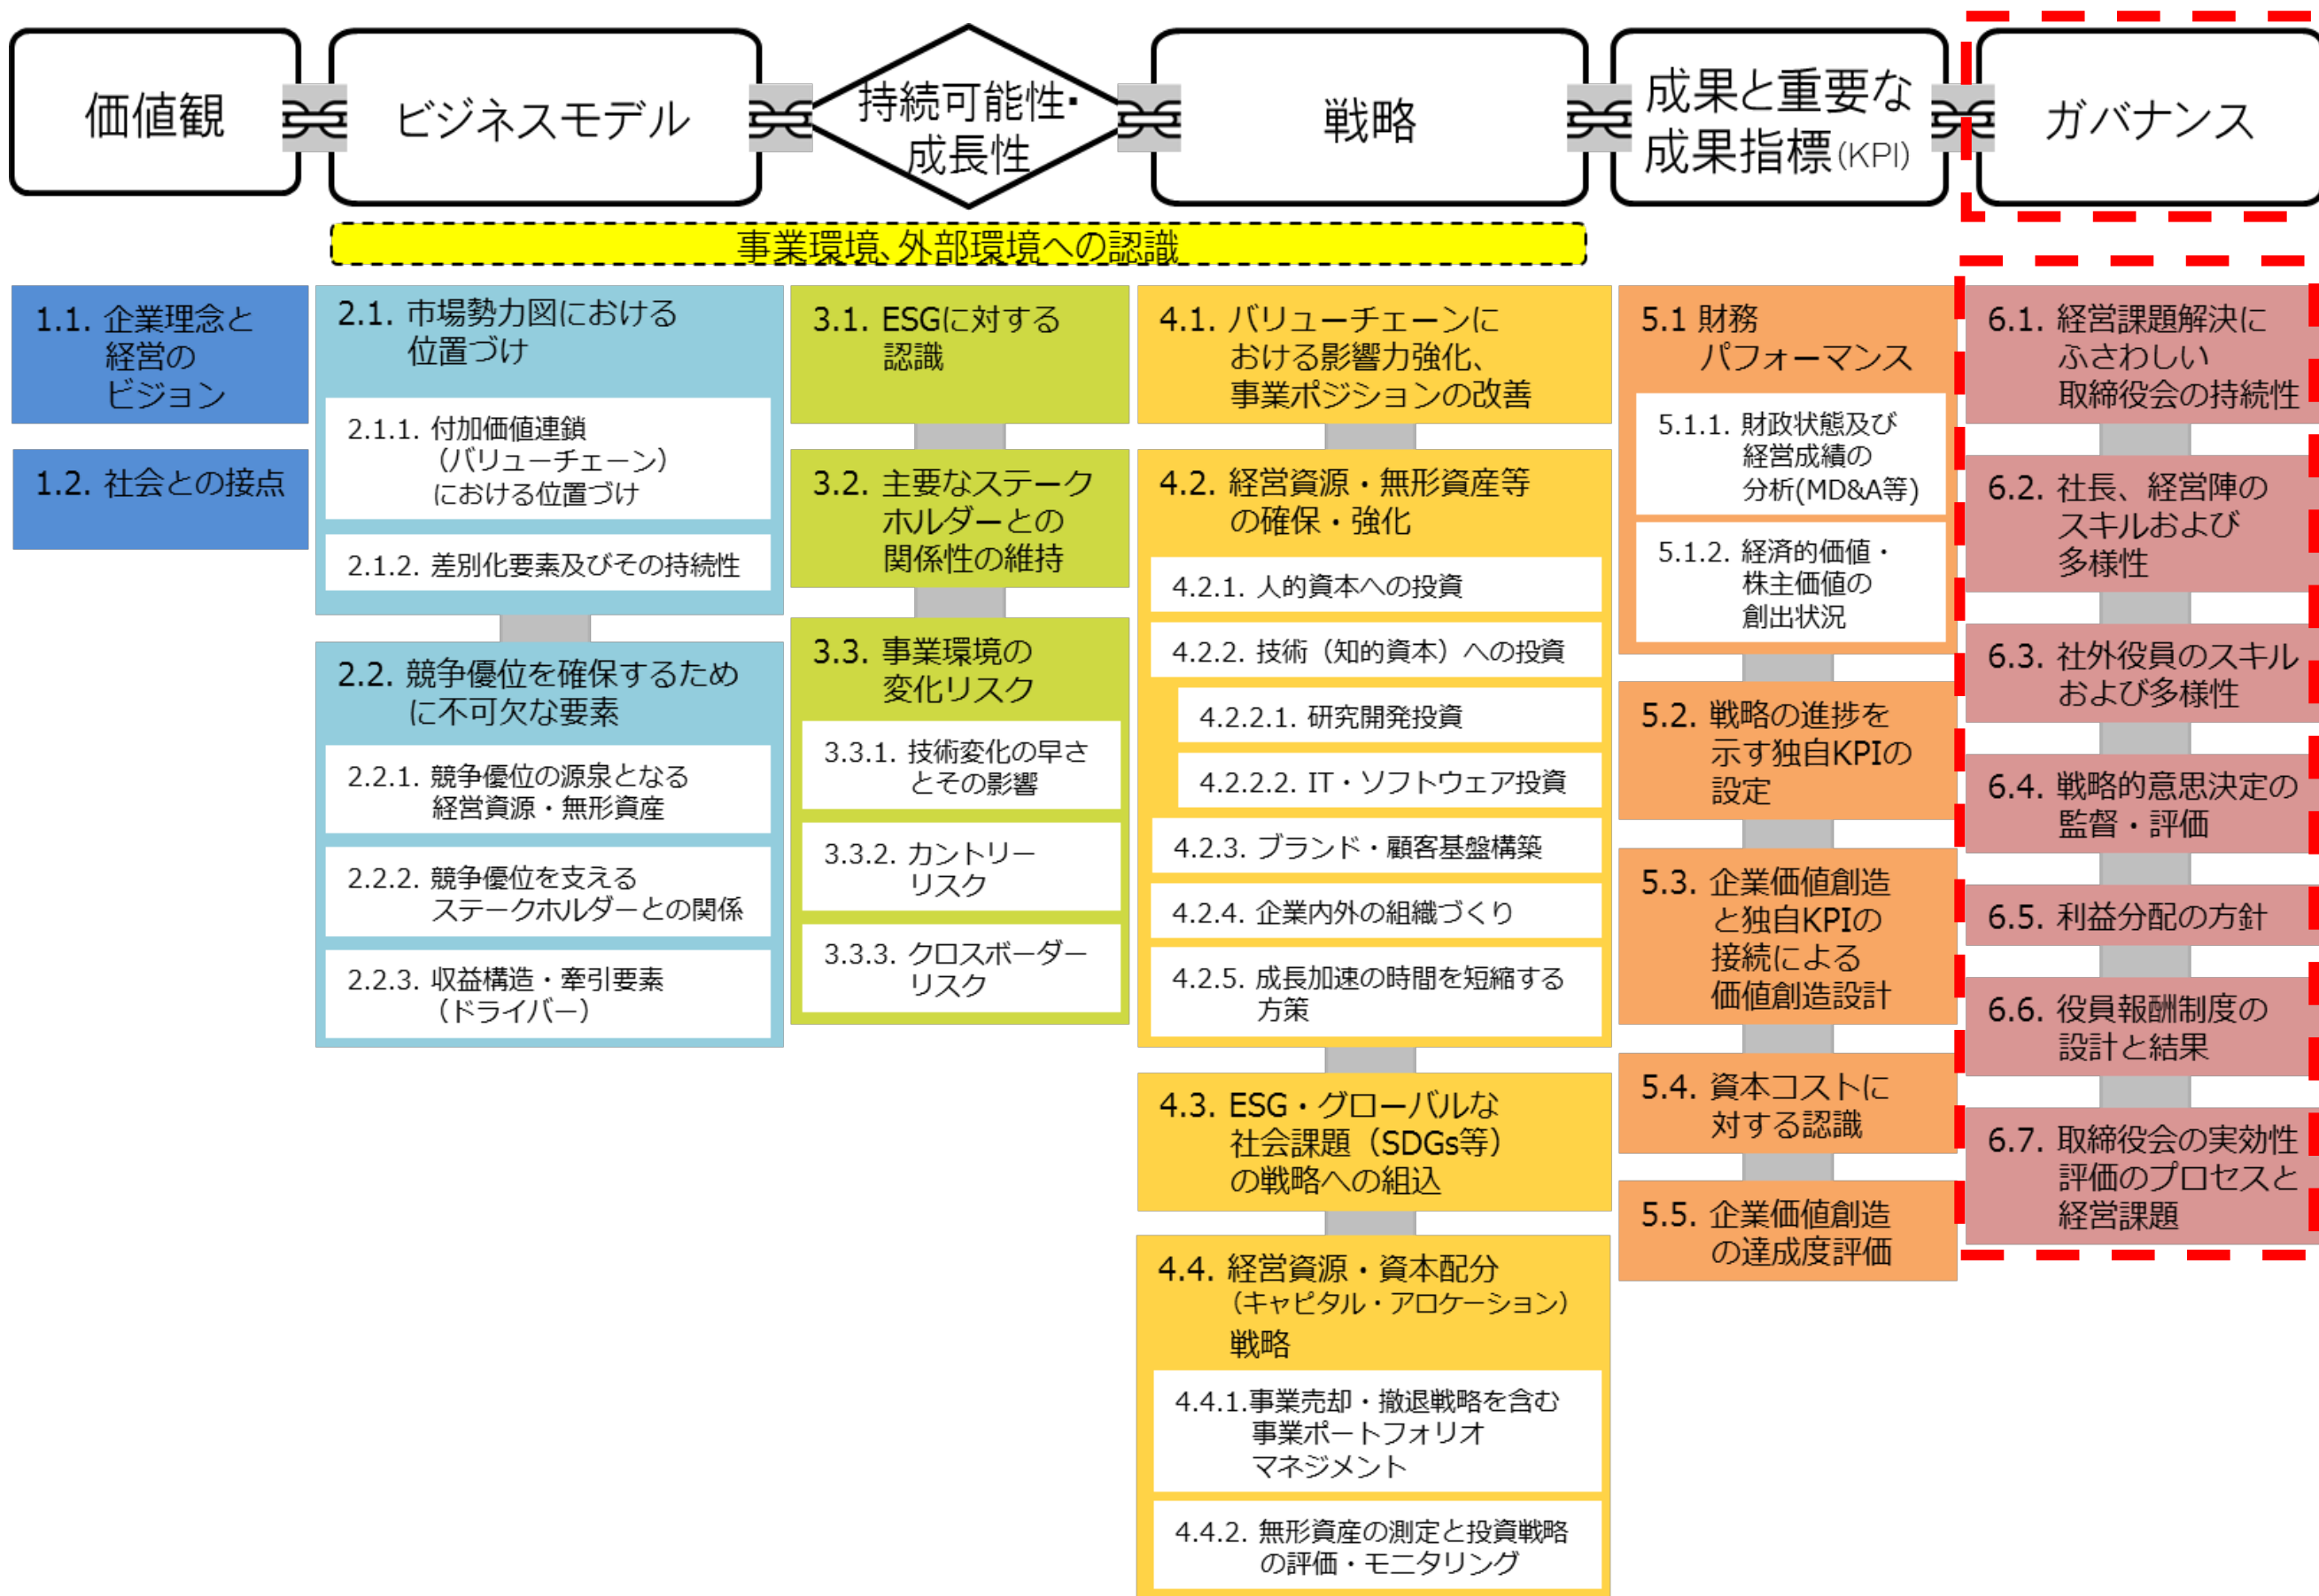 価値観
ビジネスモデル
持続可能性・
成長性
戦略
成果と重要な
成果指標(KPI)
ガバナンス
事業環境、外部環境への認識
1.1. 企業理念と
経営の
ビジョン
1.2. 社会との接点
2.1. 市場勢力図における
位置づけ
2.1.1. 付加価値連鎖
（バリューチェーン）
における位置づけ
2.1.2. 差別化要素及びその持続性
2.2. 競争優位を確保するため
に不可欠な要素
2.2.1. 競争優位の源泉となる
経営資源・無形資産
2.2.2. 競争優位を支える
ステークホルダーとの関係
2.2.3. 収益構造・牽引要素
（ドライバー）
3.1. ESGに対する
認識
3.2. 主要なステーク
ホルダーとの
関係性の維持
3.3. 事業環境の
変化リスク
3.3.1. 技術変化の早さ
とその影響
3.3.2. カントリー
リスク
3.3.3. クロスボーダー
リスク
4.1. バリューチェーンに
おける影響力強化、
事業ポジションの改善
4.2. 経営資源・無形資産等
の確保・強化
4.2.1. 人的資本への投資
4.2.2. 技術（知的資本）への投資
4.2.2.1. 研究開発投資
4.2.2.2. IT・ソフトウェア投資
4.2.3. ブランド・顧客基盤構築
4.2.4. 企業内外の組織づくり
4.2.5. 成長加速の時間を短縮する
方策
4.3. ESG・グローバルな
社会課題（SDGs等）
の戦略への組込
4.4. 経営資源・資本配分
（キャピタル・アロケーション）
戦略
4.4.1.事業売却・撤退戦略を含む
事業ポートフォリオ
マネジメント
4.4.2. 無形資産の測定と投資戦略
の評価・モニタリング
5.1 財務
パフォーマンス
5.1.1. 財政状態及び
経営成績の
分析(MD&A等)
5.1.2. 経済的価値・
株主価値の
創出状況
5.2. 戦略の進捗を
示す独自KPIの
設定
5.3. 企業価値創造
と独自KPIの
接続による
価値創造設計
5.4. 資本コストに
対する認識
5.5. 企業価値創造
の達成度評価
6.1. 経営課題解決に
ふさわしい
取締役会の持続性
6.2. 社長、経営陣の
スキルおよび
多様性
6.3. 社外役員のスキル
および多様性
6.4. 戦略的意思決定の
監督・評価
6.5. 利益分配の方針
6.6. 役員報酬制度の
設計と結果
6.7. 取締役会の実効性
評価のプロセスと
経営課題